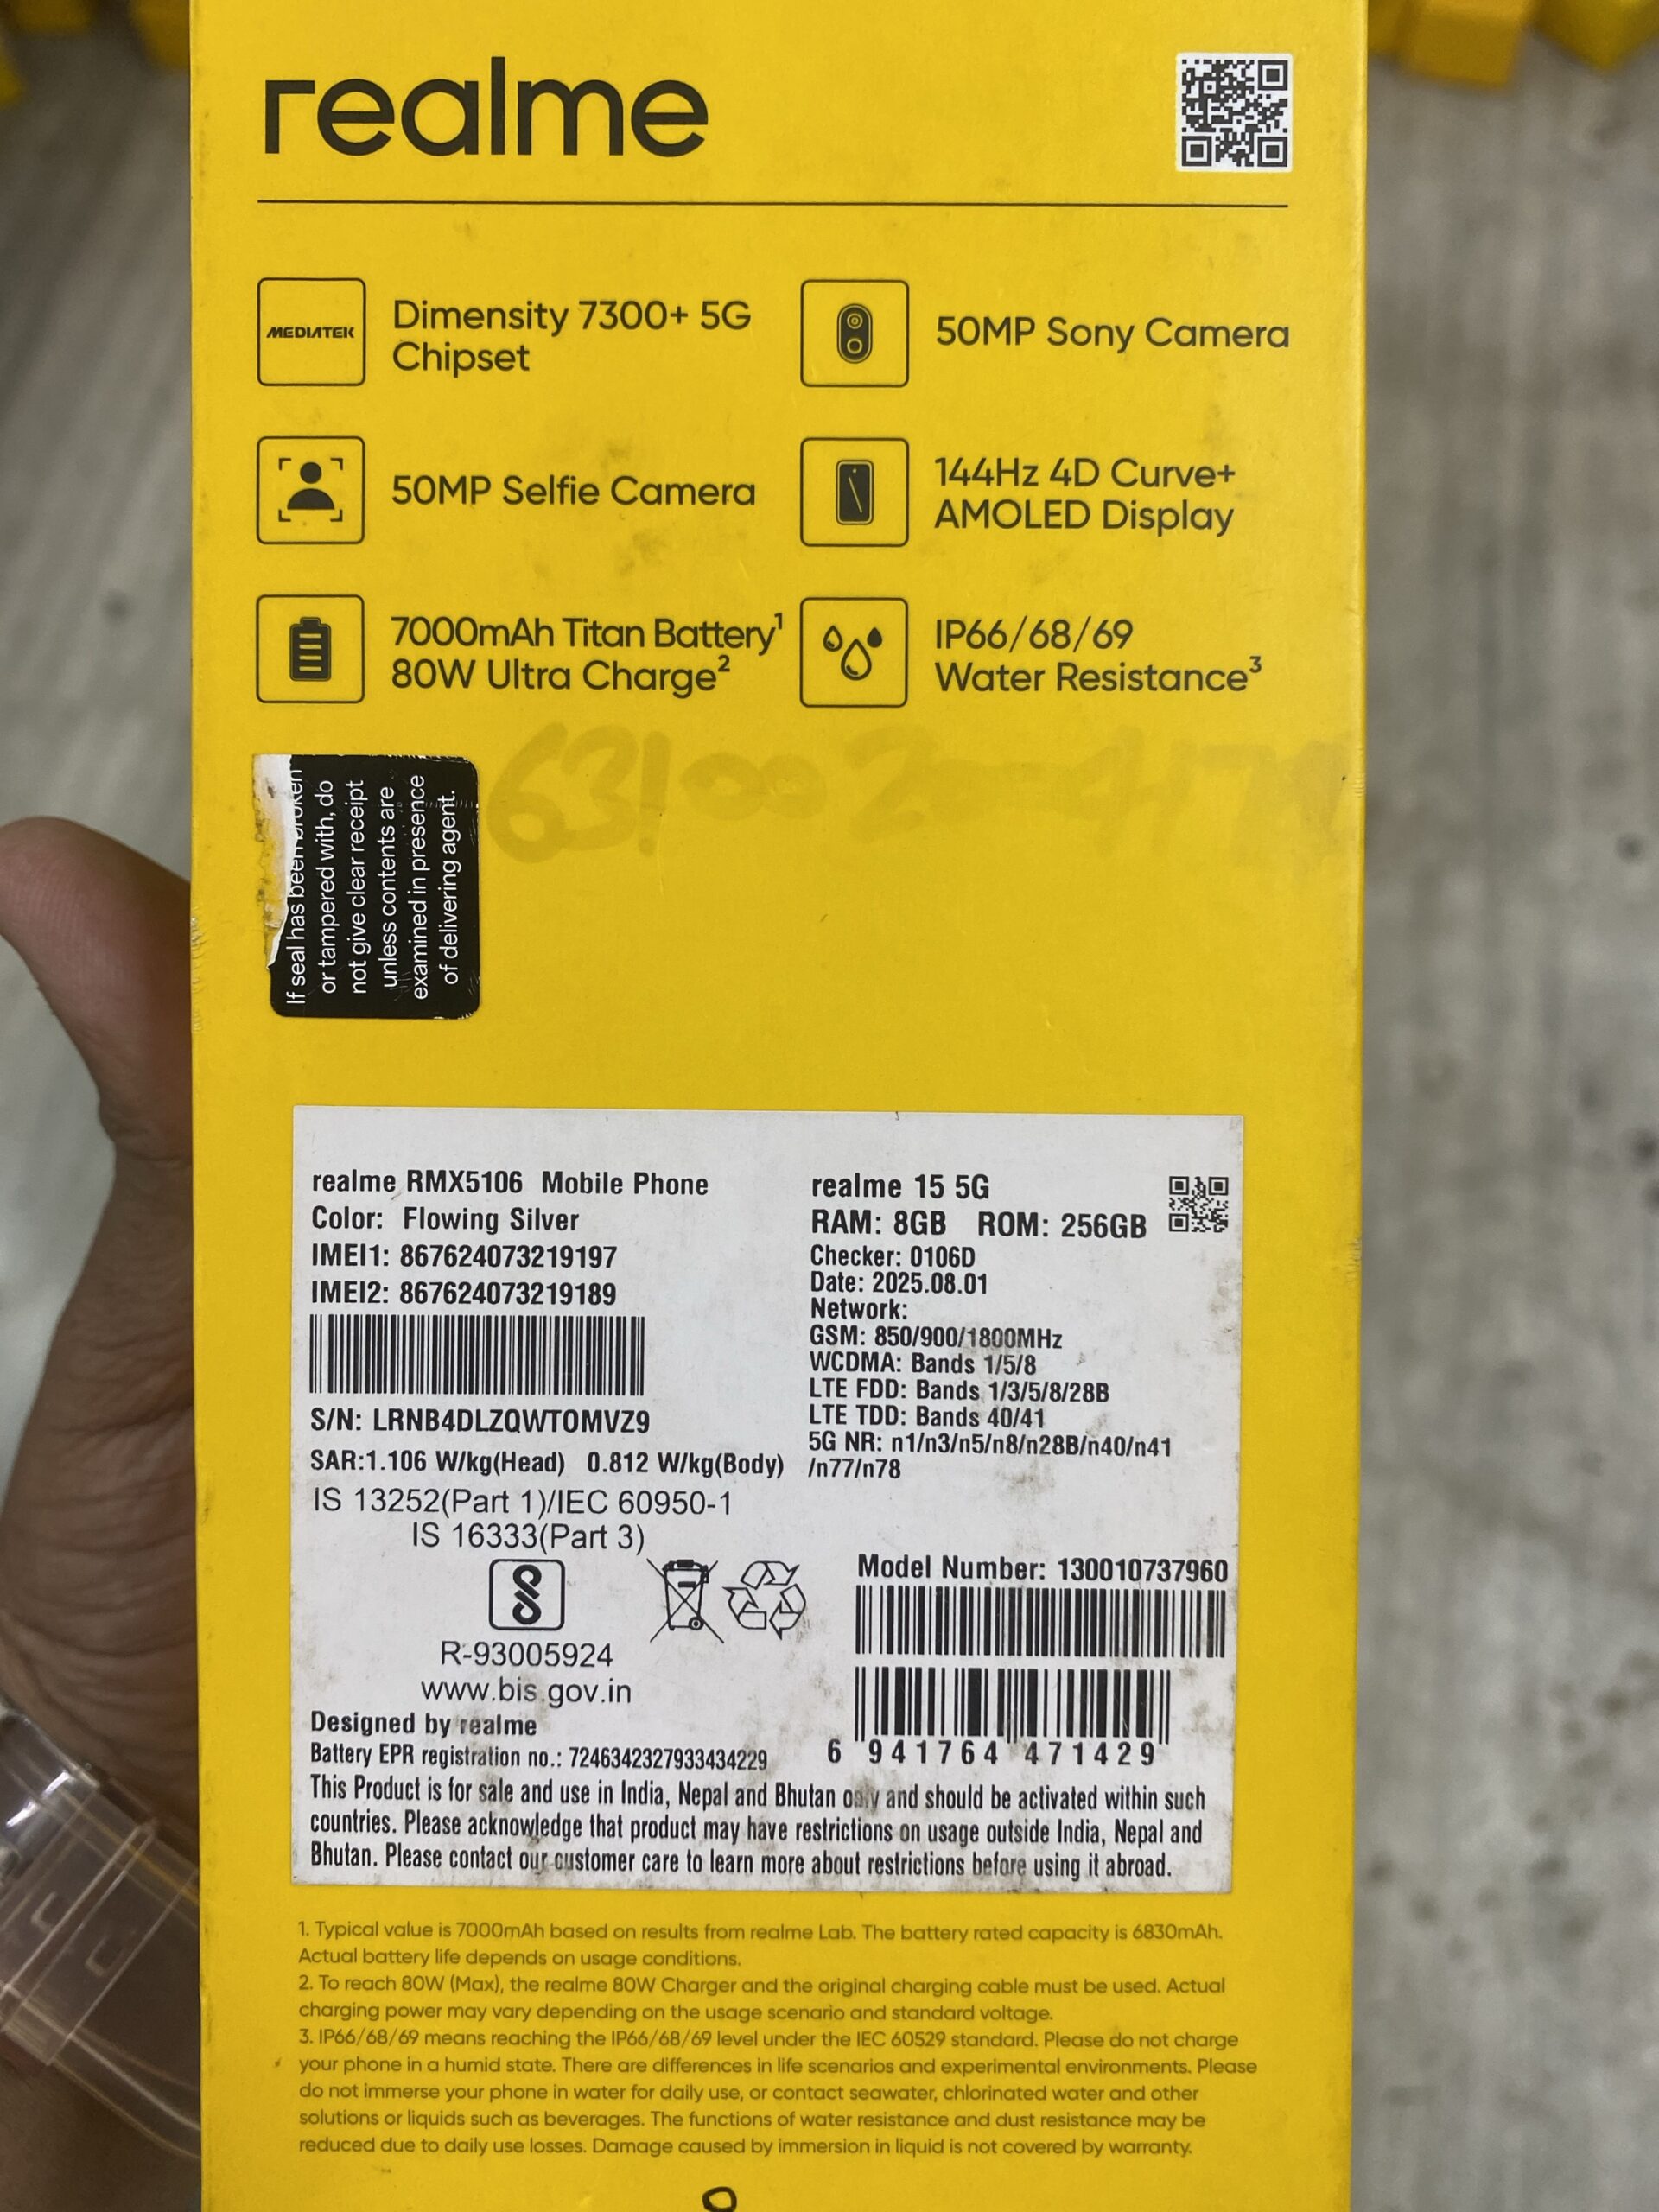 realme
MEDIATEK
Dimensity 7300+ 5G
Chipset
50MP Sony Camera
50MP Selfie Camera
144Hz 4D Curve+
AMOLED Display
7000mAh Titan Battery¹
80W Ultra Charge²
IP66/68/69
Water Resistance³
If seal has been broken
or tampered with, do
not give clear receipt
unless contents are
examined in presence
of delivering agent.
realme RMX5106 Mobile Phone
Color: Flowing Silver
IMEI1: 867624073219197
IMEI2: 867624073219189
S/N: LRNB4DLZQWTOMVZ9
SAR:1.106 W/kg(Head) 0.812 W/kg(Body)
IS 13252(Part 1)/IEC 60950-1
IS 16333(Part 3)
R-93005924
www.bis.gov.in
Designed by realme
Battery EPR registration no.: 7246342327933434229
realme 15 5G
RAM: 8GB ROM: 256GB
Checker: 0106D
Date: 2025.08.01
Network:
GSM: 850/900/1800MHz
WCDMA: Bands 1/5/8
LTE FDD: Bands 1/3/5/8/28B
LTE TDD: Bands 40/41
5G NR: n1/n3/n5/n8/n28B/n40/n41
/n77/n78
Model Number: 130010737960
6 941764 471429
This Product is for sale and use in India, Nepal and Bhutan only and should be activated within such
countries. Please acknowledge that product may have restrictions on usage outside India, Nepal and
Bhutan. Please contact our customer care to learn more about restrictions before using it abroad.
1. Typical value is 7000mAh based on results from realme Lab. The battery rated capacity is 6830mAh.
Actual battery life depends on usage conditions.
2. To reach 80W (Max), the realme 80W Charger and the original charging cable must be used. Actual
charging power may vary depending on the usage scenario and standard voltage.
3. IP66/68/69 means reaching the IP66/68/69 level under the IEC 60529 standard. Please do not charge
your phone in a humid state. There are differences in life scenarios and experimental environments. Please
do not immerse your phone in water for daily use, or contact seawater, chlorinated water and other
solutions or liquids such as beverages. The functions of water resistance and dust resistance may be
reduced due to daily use losses. Damage caused by immersion in liquid is not covered by warranty.